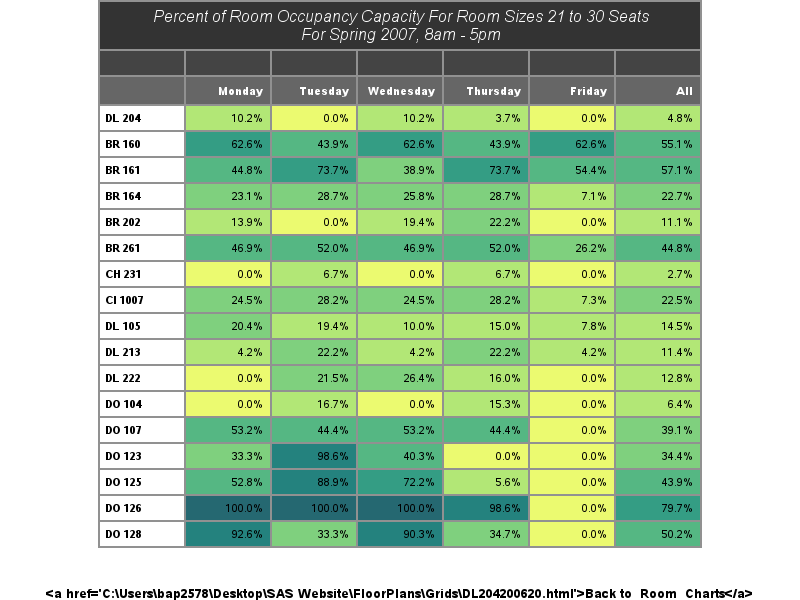 Percent of Room Occupancy Capacity For Room Sizes 21 to 30 Seats
For Spring 2007, 8am - 5pm
Monday Tuesday Wednesday Thursday Friday All
DL 204 10.2% 0.0% 10.2% 3.7% 0.0% 4.8%
BR 160 62.6% 43.9% 62.6% 43.9% 62.6% 55.1%
BR 161 44.8% 73.7% 38.9% 73.7% 54.4% 57.1%
BR 164 23.1% 28.7% 25.8% 28.7% 7.1% 22.7%
BR 202 13.9% 0.0% 19.4% 22.2% 0.0% 11.1%
BR 261 46.9% 52.0% 46.9% 52.0% 26.2% 44.8%
CH 231 0.0% 6.7% 0.0% 6.7% 0.0% 2.7%
CI 1007 24.5% 28.2% 24.5% 28.2% 7.3% 22.5%
DL 105 20.4% 19.4% 10.0% 15.0% 7.8% 14.5%
DL 213 4.2% 22.2% 4.2% 22.2% 4.2% 11.4%
DL 222 0.0% 21.5% 26.4% 16.0% 0.0% 12.8%
DO 104 0.0% 16.7% 0.0% 15.3% 0.0% 6.4%
DO 107 53.2% 44.4% 53.2% 44.4% 0.0% 39.1%
DO 123 33.3% 98.6% 40.3% 0.0% 0.0% 34.4%
DO 125 52.8% 88.9% 72.2% 5.6% 0.0% 43.9%
DO 126 100.0% 100.0% 100.0% 98.6% 0.0% 79.7%
DO 128 92.6% 33.3% 90.3% 34.7% 0.0% 50.2%
<a href='C:\Users\bap2578\Desktop\SAS Website\FloorPlans\Grids\DL204200620.html'>Back to Room Charts</a>